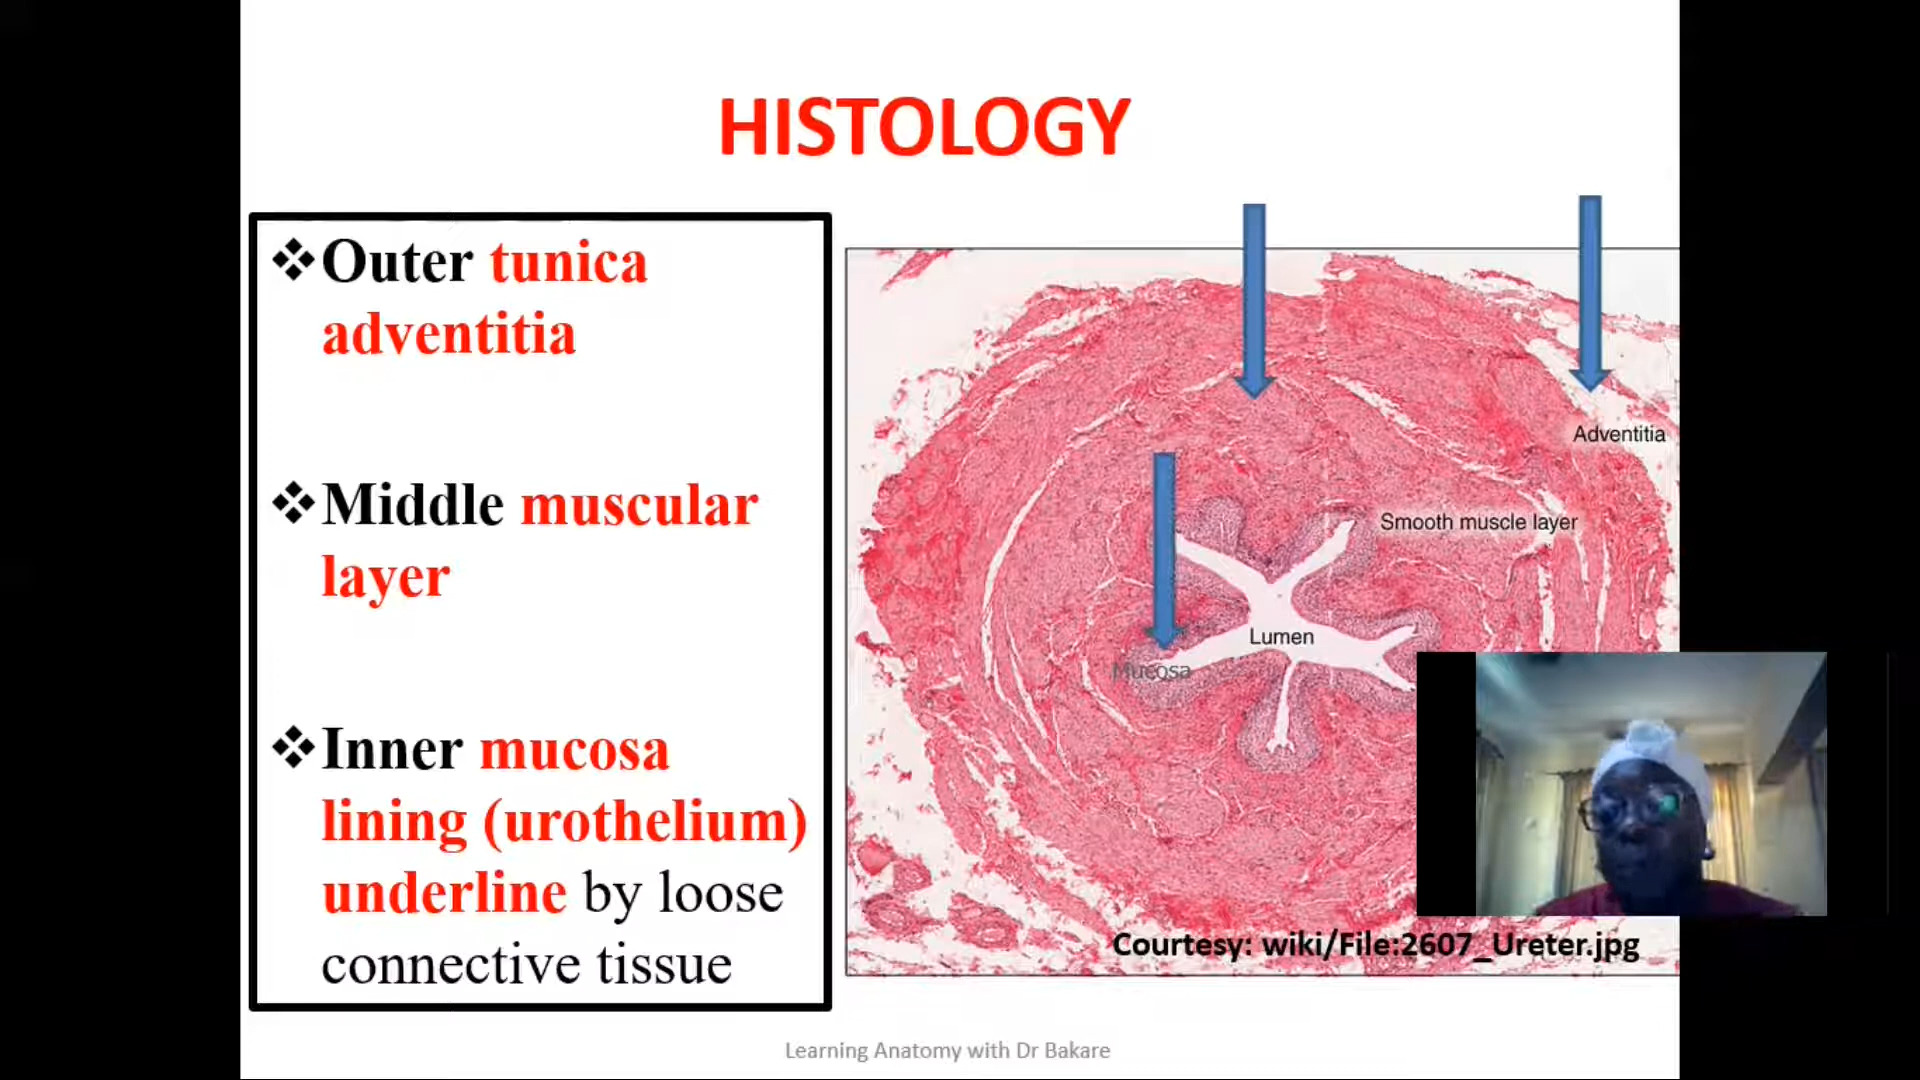 HISTOLOGY
❖Outer tunica
adventitia
❖Middle muscular
layer
❖Inner mucosa
lining (urothelium)
underline by loose
connective tissue
Adventitia
Smooth muscle layer
Lumen
Mucosa
Courtesy: wiki/File:2607_Ureter.jpg
Learning Anatomy with Dr Bakare